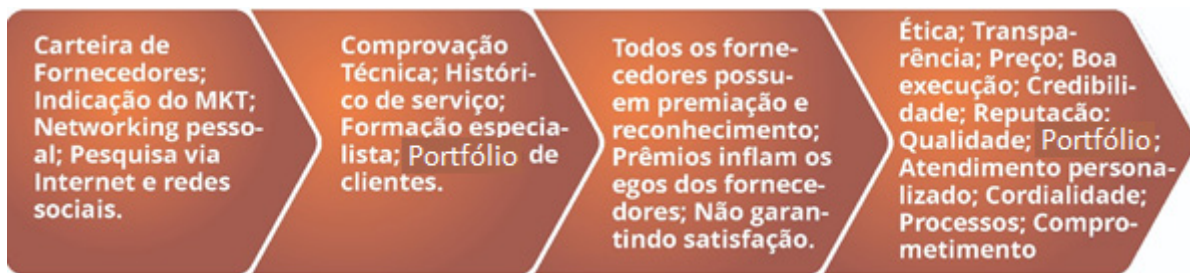 Carteira de
Fornecedores;
Indicação do MKT;
Networking pesso-
al; Pesquisa via
Internet e redes
sociais.
Comprovação
Técnica; Históri-
co de serviço;
Formação especia-
lista; Portfólio de
clientes.
Todos os forne-
cedores possu-
em premiação e
reconhecimento;
Prêmios inflam os
egos dos fornece-
dores; Não garan-
tindo satisfação.
Ética; Transpa-
rência; Preço; Boa
execução; Credibili-
dade; Reputacão:
Qualidade; Portfólio;
Atendimento persona-
lizado; Cordialidade;
Processos; Compro-
metimento